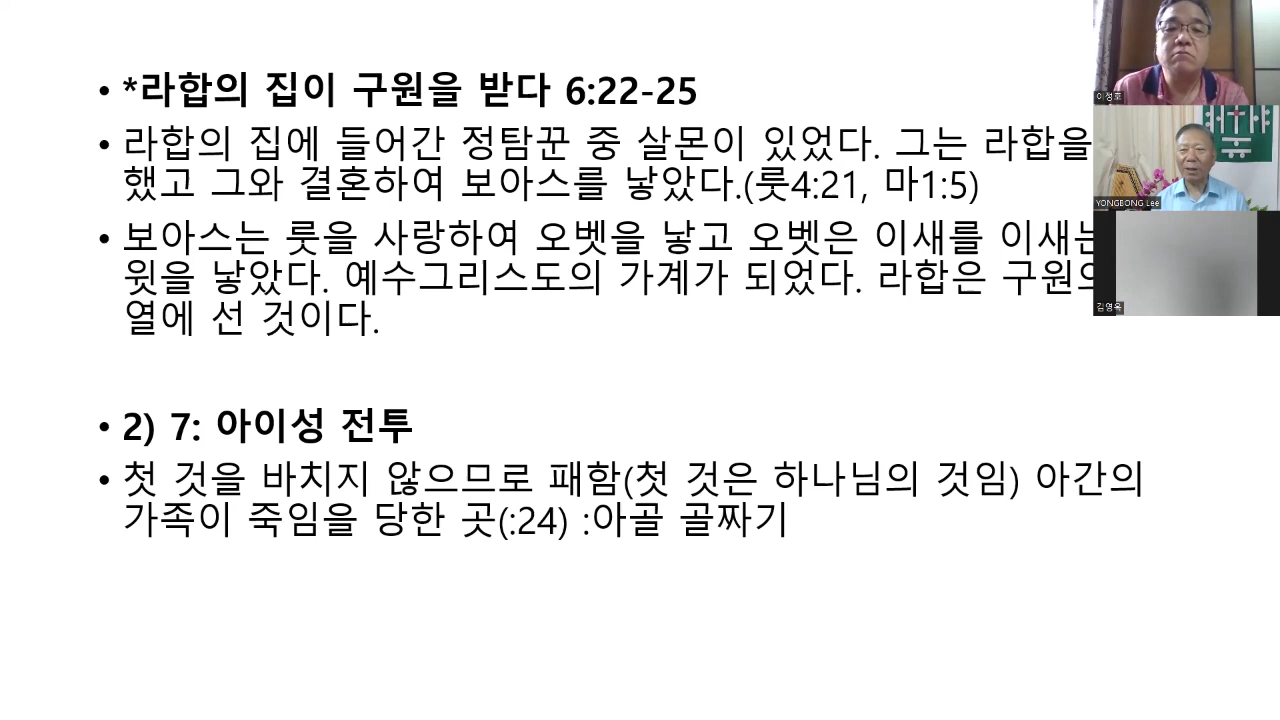 • *라합의 집이 구원을 받다 6:22-25
• 라합의 집에 들어간 정탐꾼 중 살몬이 있었다. 그는 라합을
했고 그와 결혼하여 보아스를 낳았다.(룻4:21, 마1:5)
• 보아스는 룻을 사랑하여 오벳을 낳고 오벳은 이새를 이새는
윗을 낳았다. 예수그리스도의 가계가 되었다. 라합은 구원의
열에 선 것이다.
• 2) 7: 아이성 전투
• 첫 것을 바치지 않으므로 패함(첫 것은 하나님의 것임) 아간의
가족이 죽임을 당한 곳(:24) :아골 골짜기
이정호
YONGBONG Lee
김영옥